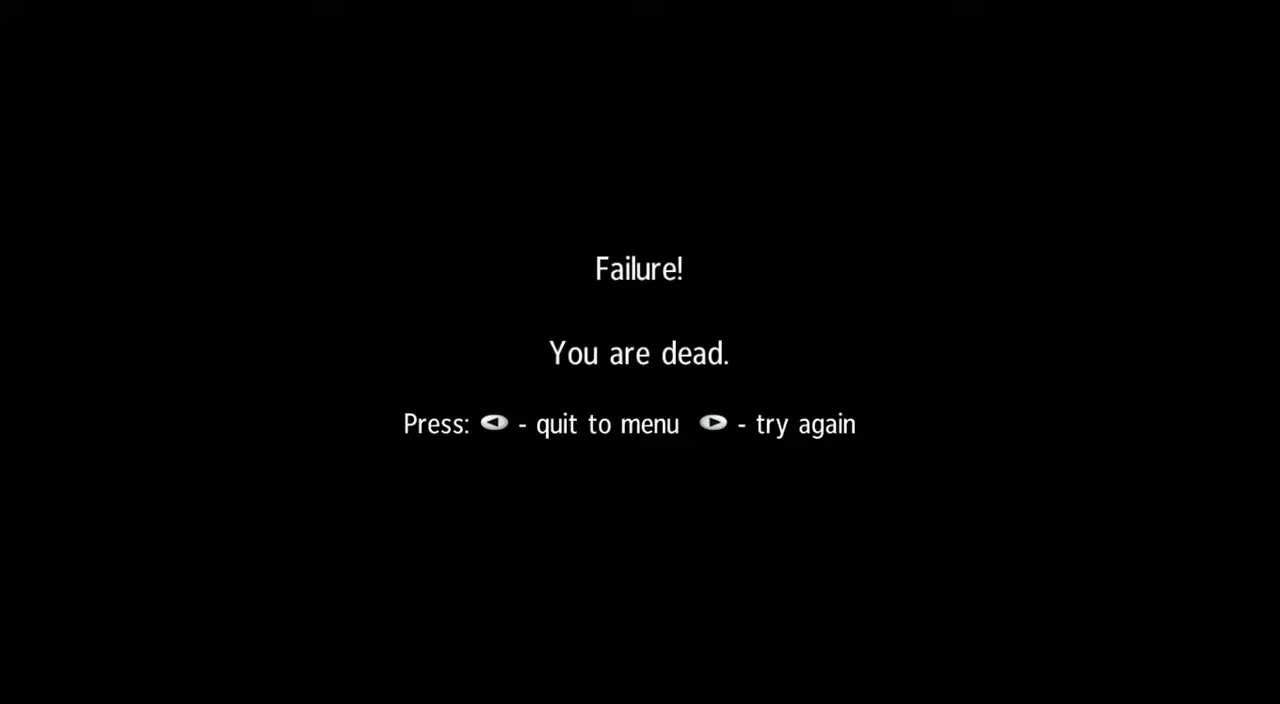 Failure!
You are dead.
Press: ◀ - quit to menu ▶ - try again